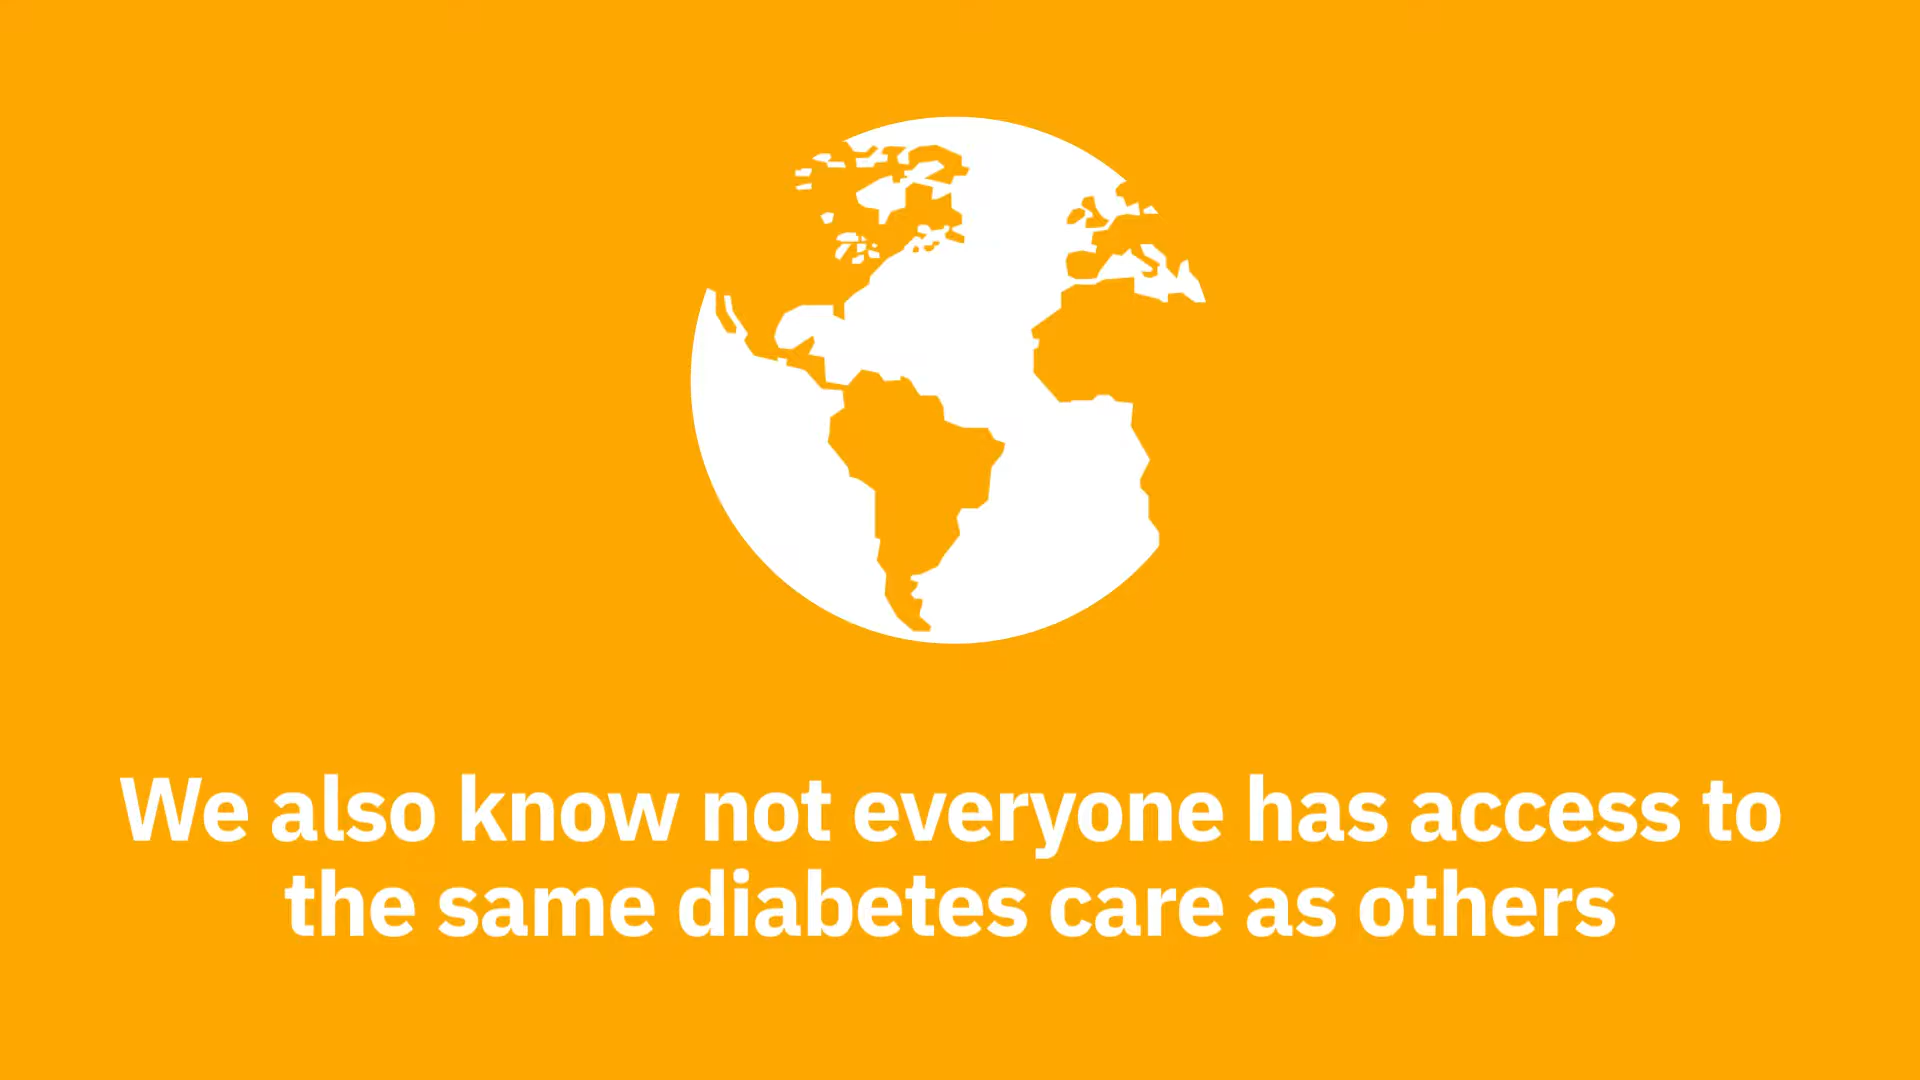 We also know not everyone has access to
the same diabetes care as others